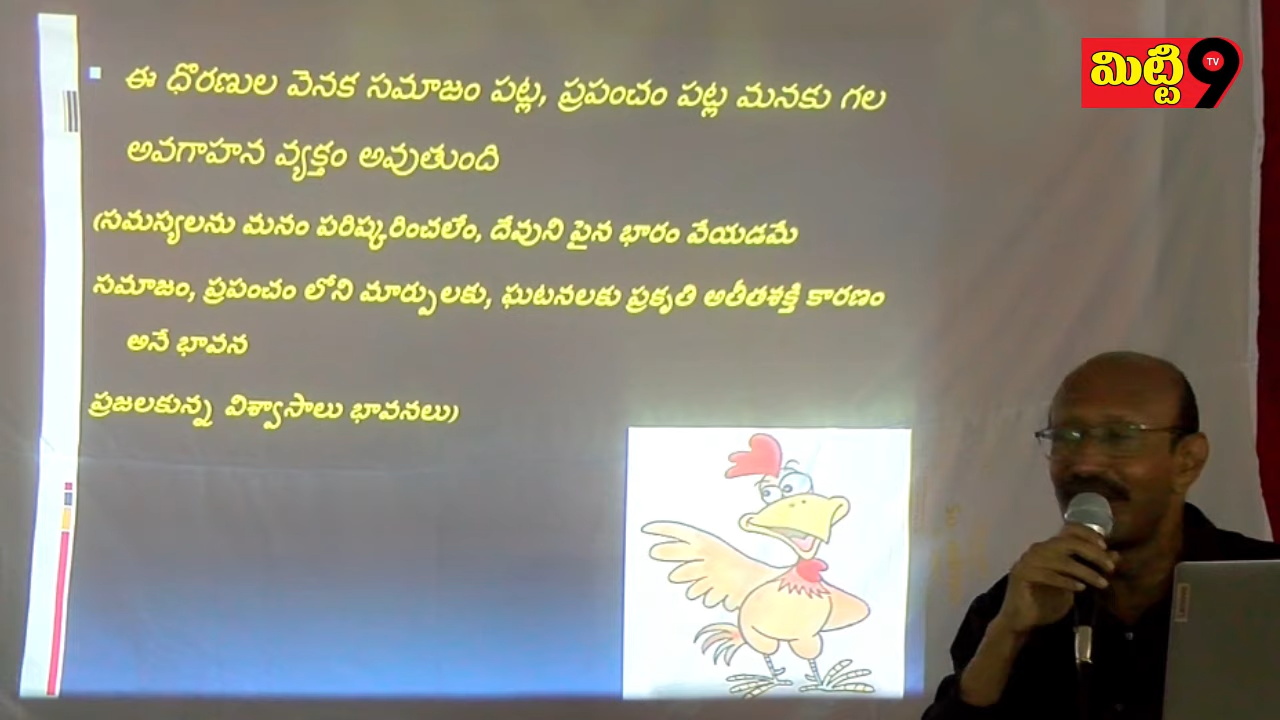 ఈ ధొరణుల వెనక సమాజం పట్ల, ప్రపంచం పట్ల మనకు గల
అవగాహన వ్యక్తం అవుతుంది
(సమస్యలను మనం పరిష్కరించలేం, దేవుని పైన భారం వేయడమే
సమాజం, ప్రపంచం లోని మార్పులకు, ఘటనలకు ప్రకృతి అతీతశక్తి కారణం
అనే భావన
ప్రజలకున్న విశ్వాసాలు భావనలు)
మిట్టి 9 TV
Lenovo